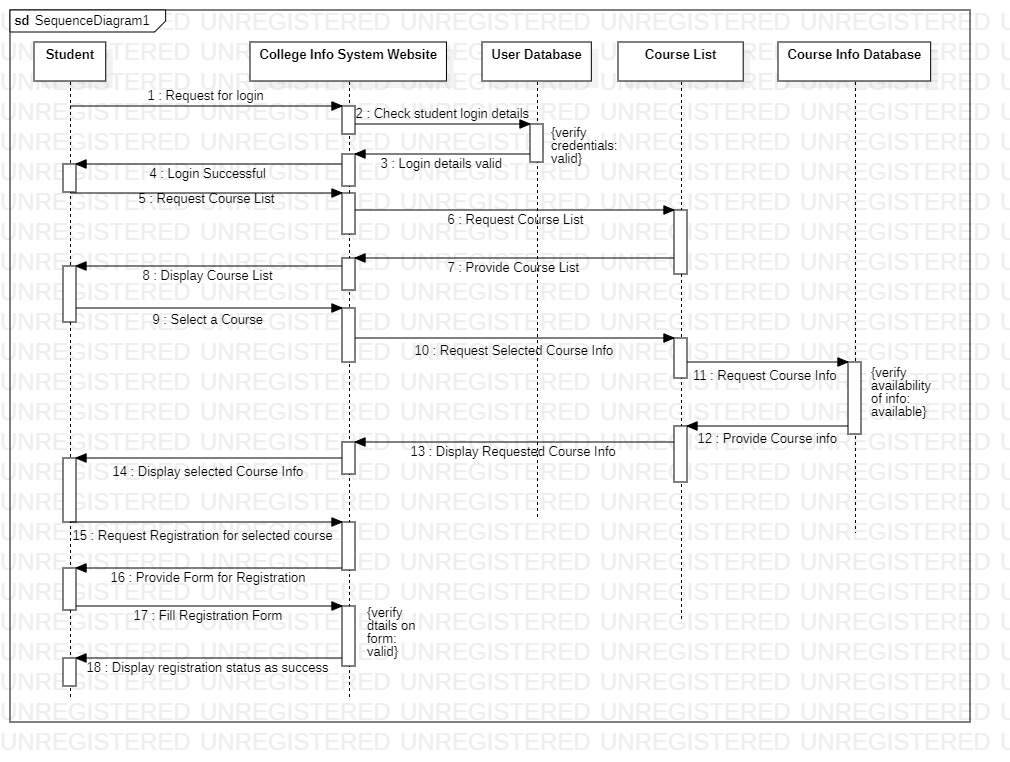 sd SequenceDiagram1
Student
College Info System Website
User Database
Course List
Course Info Database
1 : Request for login
2 : Check student login details
{verify
credentials:
valid}
3 : Login details valid
4 : Login Successful
5 : Request Course List
6 : Request Course List
7 : Provide Course List
8 : Display Course List
9 : Select a Course
10 : Request Selected Course Info
11 : Request Course Info
{verify
availability
of info:
available}
12 : Provide Course info
13 : Display Requested Course Info
14 : Display selected Course Info
15 : Request Registration for selected course
16 : Provide Form for Registration
17 : Fill Registration Form
{verify
dtails on
form:
valid}
18 : Display registration status as success
UNREGISTERED UNREGISTERED UNREGISTERED UNREGISTERED UNREGISTERED